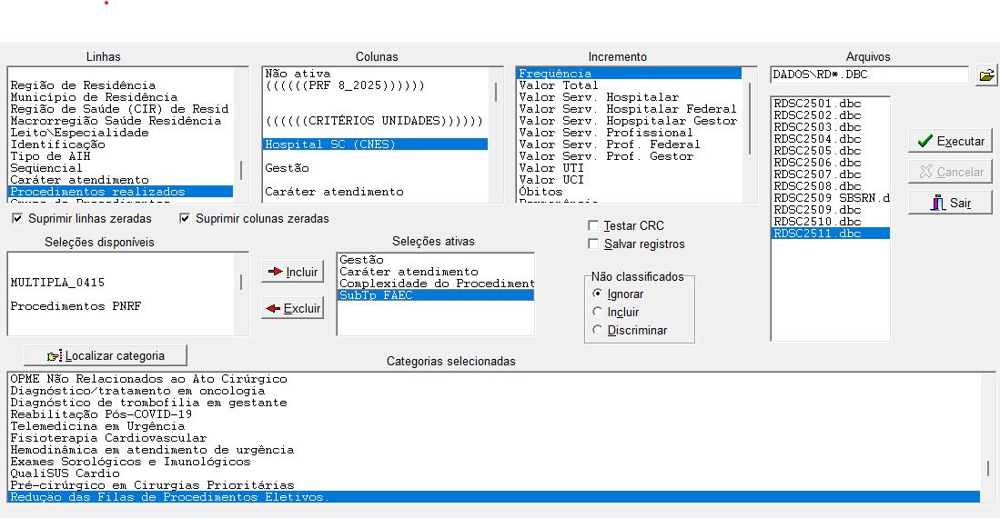 Linhas
Região de Residência
Município de Residência
Região de Saúde (CIR) de Resid
Macrorregião Saúde Residência
Leito\Especialidade
Identificação
Tipo de AIH
Seqüencial
Caráter atendimento
Procedimentos realizados
Colunas
Não ativa
((((((PRF 8_2025))))))
((((((CRITÉRIOS UNIDADES))))))
Hospital SC (CNES)
Gestão
Caráter atendimento
Incremento
Freqüência
Valor Total
Valor Serv. Hospitalar
Valor Serv. Hospitalar Federal
Valor Serv. Hopspitalar Gestor
Valor Serv. Profissional
Valor Serv. Prof. Federal
Valor Serv. Prof. Gestor
Valor UTI
Valor UCI
Óbitos
Arquivos
DADOS\RD*.DBC
RDSC2501.dbc
RDSC2502.dbc
RDSC2503.dbc
RDSC2504.dbc
RDSC2505.dbc
RDSC2506.dbc
RDSC2507.dbc
RDSC2508.dbc
RDSC2509 SBSRN.d
RDSC2509.dbc
RDSC2510.dbc
RDSC2511.dbc
Executar
Cancelar
Sair
Suprimir linhas zeradas
Suprimir colunas zeradas
Seleções disponíveis
MULTIPLA_0415
Procedimentos PNRF
Incluir
Excluir
Seleções ativas
Gestão
Caráter atendimento
Complexidade do Procediment
SubTp FAEC
Testar CRC
Salvar registros
Não classificados
Ignorar
Incluir
Discriminar
Localizar categoria
Categorias selecionadas
OPME Não Relacionados ao Ato Cirúrgico
Diagnóstico/tratamento em oncologia
Diagnóstico de trombofilia em gestante
Reabilitação Pós-COVID-19
Telemedicina em Urgência
Fisioterapia Cardiovascular
Hemodinâmica em atendimento de urgência
Exames Sorológicos e Imunológicos
QualiSUS Cardio
Pré-cirúrgico em Cirurgias Prioritárias
Redução das Filas de Procedimentos Eletivos.